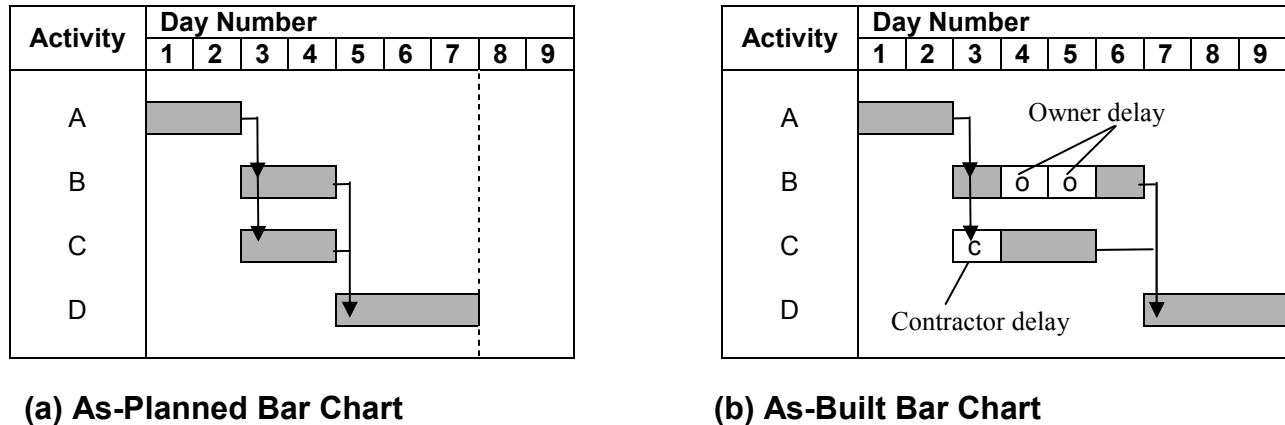 Activity
Day Number
1 2 3 4 5 6 7 8 9
A
B
C
D
(a) As-Planned Bar Chart
Activity
Day Number
1 2 3 4 5 6 7 8 9
A
Owner delay
B
O O
C
C
D
Contractor delay
(b) As-Built Bar Chart